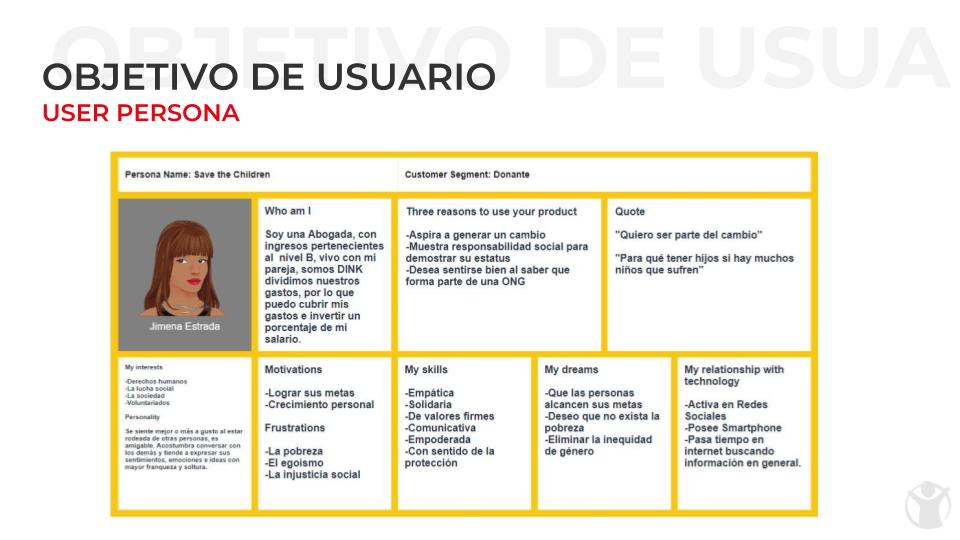 OBJETIVO DE USUA
OBJETIVO DE USUARIO
USER PERSONA
Persona Name: Save the Children
Customer Segment: Donante
Jimena Estrada
Who am I
Soy una Abogada, con
ingresos pertenecientes
al nivel B, vivo con mi
pareja, somos DINK
dividimos nuestros
gastos, por lo que
puedo cubrir mis
gastos e invertir un
porcentaje de mi
salario.
Three reasons to use your product
-Aspira a generar un cambio
-Muestra responsabilidad social para
demostrar su estatus
-Desea sentirse bien al saber que
forma parte de una ONG
Quote
"Quiero ser parte del cambio"
"Para qué tener hijos si hay muchos
niños que sufren"
My interests
-Derechos humanos
-La lucha social
-La sociedad
-Voluntariados
Personality
Se siente mejor o más a gusto al estar
rodeada de otras personas, es
amigable. Acostumbra conversar con
los demás y tiende a expresar sus
sentimientos, emociones e ideas con
mayor franqueza y soltura.
Motivations
-Lograr sus metas
-Crecimiento personal
Frustrations
-La pobreza
-El egoismo
-La injusticia social
My skills
-Empática
-Solidaria
-De valores firmes
-Comunicativa
-Empoderada
-Con sentido de la
protección
My dreams
-Que las personas
alcancen sus metas
-Deseo que no exista la
pobreza
-Eliminar la inequidad
de género
My relationship with
technology
-Activa en Redes
Sociales
-Posee Smartphone
-Pasa tiempo en
internet buscando
información en general.